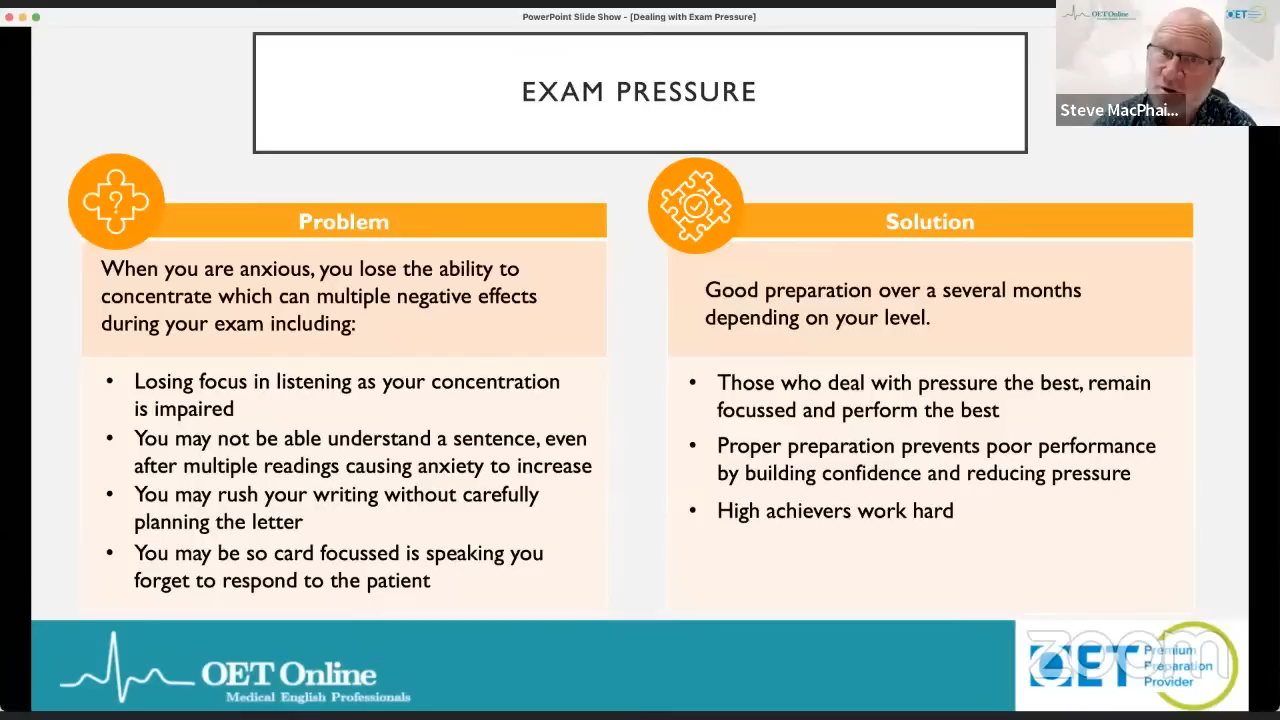 PowerPoint Slide Show - [Dealing with Exam Pressure]
OET Online
OET
Steve MacPhai...
EXAM PRESSURE
?
Problem
When you are anxious, you lose the ability to
concentrate which can multiple negative effects
during your exam including:
• Losing focus in listening as your concentration
is impaired
• You may not be able understand a sentence, even
after multiple readings causing anxiety to increase
• You may rush your writing without carefully
planning the letter
• You may be so card focussed is speaking you
forget to respond to the patient
Solution
Good preparation over a several months
depending on your level.
• Those who deal with pressure the best, remain
focussed and perform the best
• Proper preparation prevents poor performance
by building confidence and reducing pressure
• High achievers work hard
OET Online
Medical English Professionals
OET
Premium
Preparation
Provider
zoom